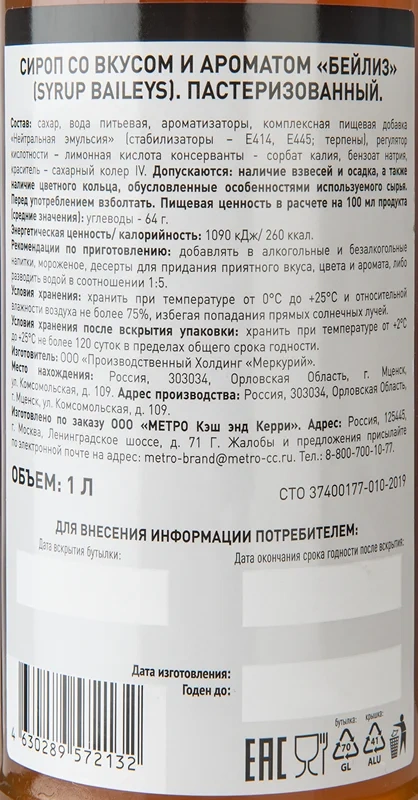 СИРОП СО ВКУСОМ И АРОМАТОМ «БЕЙЛИЗ»
(SYRUP BAILEYS). ПАСТЕРИЗОВАННЫЙ.
Состав: сахар, вода питьевая, ароматизаторы, комплексная пищевая добавка
«Нейтральная эмульсия» (стабилизаторы – Е414, Е445; терпены), регулятор
кислотности – лимонная кислота консерванты - сорбат калия, бензоат натрия,
краситель – сахарный колер IV. Допускаются: наличие взвесей и осадка, а также
наличие цветного кольца, обусловленные особенностями используемого сырья.
Перед употреблением взболтать. Пищевая ценность в расчете на 100 мл продукта
(средние значения): углеводы - 64 г.
Энергетическая ценность/ калорийность: 1090 кДж/ 260 ккал.
Рекомендации по приготовлению: добавлять в алкогольные и безалкогольные
напитки, мороженое, десерты для придания приятного вкуса, цвета и аромата, либо
разводить водой в соотношении 1:5.
Условия хранения: хранить при температуре от 0°С до +25°С и относительной
влажности воздуха не более 75%, избегая попадания прямых солнечных лучей.
Условия хранения после вскрытия упаковки: хранить при температуре от +2°С
до +25°С не более 120 суток в пределах общего срока годности.
Изготовитель: ООО «Производственный Холдинг «Меркурий».
Место нахождения: Россия, 303034, Орловская Область, г. Мценск,
ул. Комсомольская, д. 109. Адрес производства: Россия, 303034, Орловская Область,
г. Мценск, ул. Комсомольская, д. 109.
Изготовлено по заказу ООО «МЕТРО Кэш энд Керри». Адрес: Россия, 125445,
г. Москва, Ленинградское шоссе, д. 71 Г. Жалобы и предложения присылайте
по электронной почте на адрес: metro-brand@metro-cc.ru. Тел.: 8-800-700-10-77.
ОБЪЕМ: 1 Л
СТО 37400177-010-2019
ДЛЯ ВНЕСЕНИЯ ИНФОРМАЦИИ ПОТРЕБИТЕЛЕМ:
Дата вскрытия бутылки:
Дата окончания срока годности после вскрытия:
Дата изготовления:
Годен до:
4 630289 572132
EAC
бутылка:
крышка:
70
GL
41
ALU